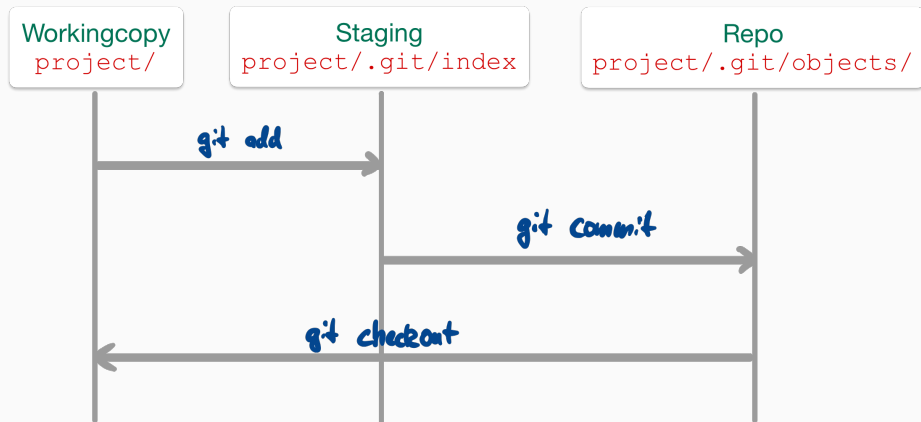 Workingcopy
project/
Staging
project/.git/index
Repo
project/.git/objects/
git add
git commit
git checkout